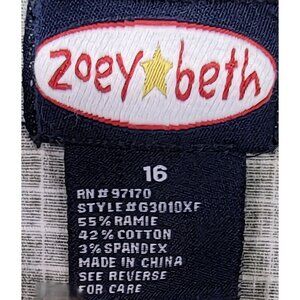 zoey beth
16
RN # 97170
STYLE#G3010XF
55% RAMIE
42% COTTON
3% SPANDEX
MADE IN CHINA
SEE REVERSE
FOR CARE